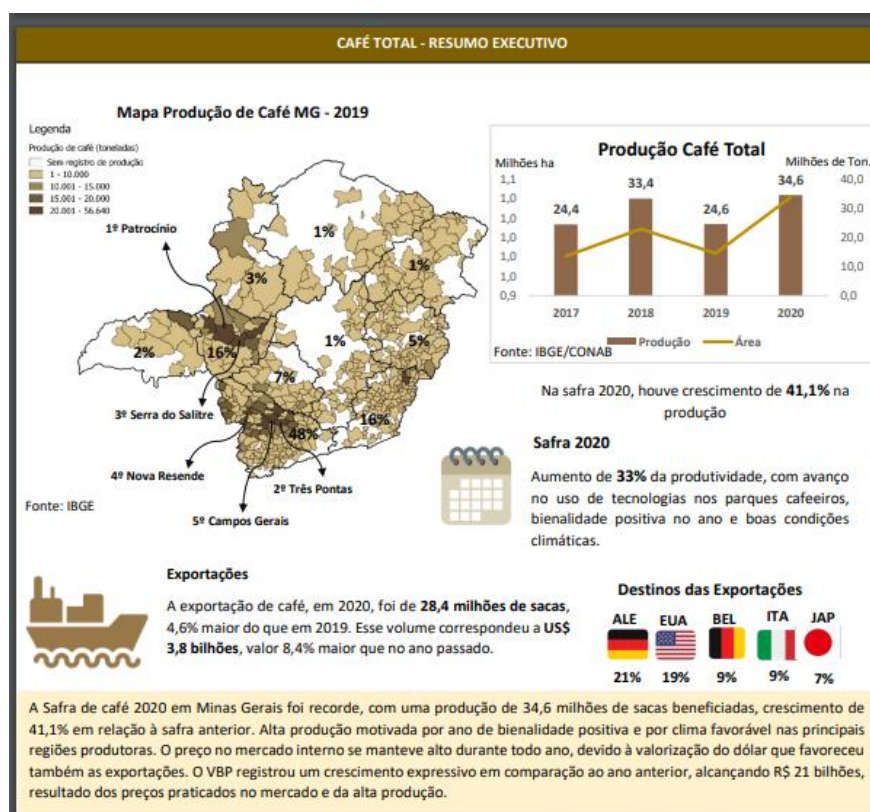 CAFÉ TOTAL - RESUMO EXECUTIVO
Mapa Produção de Café MG - 2019
Legenda
Produção de café (toneladas)
Sem registro de produção
1 - 10.000
10.001 - 15.000
15.001 - 20.000
20.001 - 56.640
1º Patrocínio
1%
1%
3%
2%
16%
1%
5%
7%
48%
16%
3º Serra do Salitre
4º Nova Resende
2º Três Pontas
5º Campos Gerais
Fonte: IBGE
Produção Café Total
Milhões ha
Milhões de Ton.
1,1
1,0
1,0
1,0
1,0
1,0
0,9
24,4
33,4
24,6
34,6
40,0
30,0
20,0
10,0
0,0
2017 2018 2019 2020
Produção Área
Fonte: IBGE/CONAB
Na safra 2020, houve crescimento de 41,1% na
produção
Safra 2020
Aumento de 33% da produtividade, com avanço
no uso de tecnologias nos parques cafeeiros,
bienalidade positiva no ano e boas condições
climáticas.
Exportações
A exportação de café, em 2020, foi de 28,4 milhões de sacas,
4,6% maior do que em 2019. Esse volume correspondeu a US$
3,8 bilhões, valor 8,4% maior que no ano passado.
Destinos das Exportações
ALE EUA BEL ITA JAP
21% 19% 9% 9% 7%
A Safra de café 2020 em Minas Gerais foi recorde, com uma produção de 34,6 milhões de sacas beneficiadas, crescimento de
41,1% em relação à safra anterior. Alta produção motivada por ano de bienalidade positiva e por clima favorável nas principais
regiões produtoras. O preço no mercado interno se manteve alto durante todo ano, devido à valorização do dólar que favoreceu
também as exportações. O VBP registrou um crescimento expressivo em comparação ao ano anterior, alcançando R$ 21 bilhões,
resultado dos preços praticados no mercado e da alta produção.